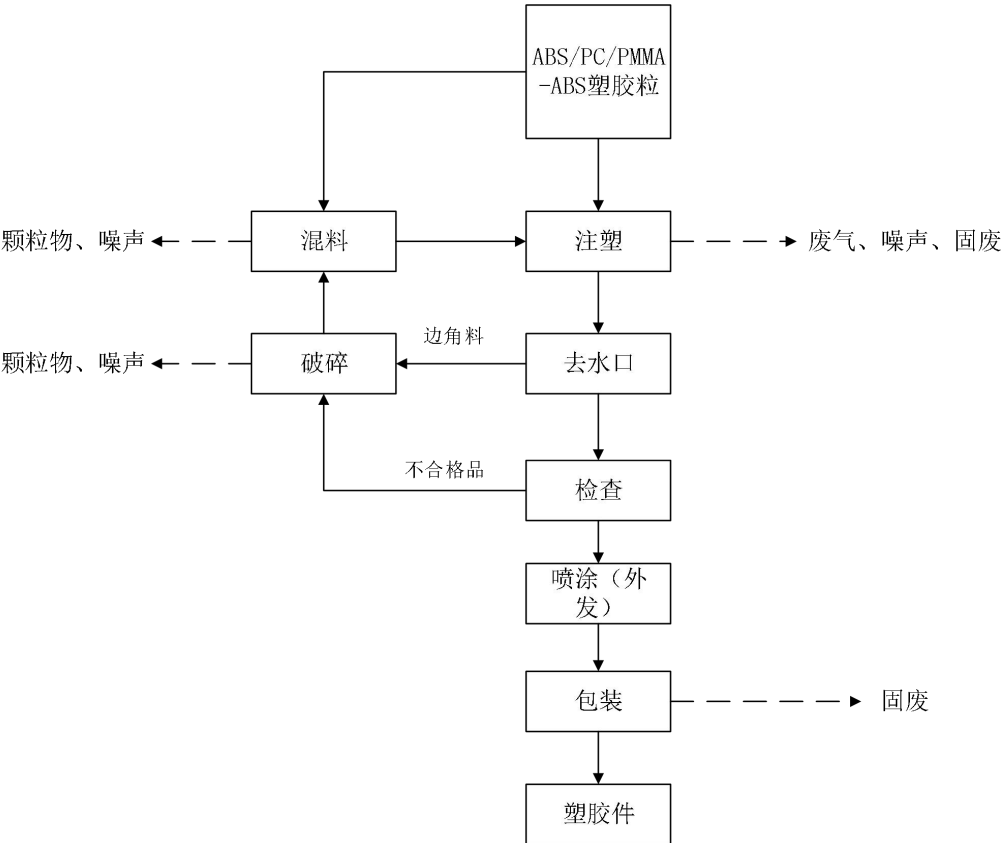 ABS/PC/PMMA
-ABS塑胶粒
颗粒物、噪声
混料
注塑
废气、噪声、固废
边角料
颗粒物、噪声
破碎
去水口
不合格品
检查
喷涂（外
发）
包装
固废
塑胶件